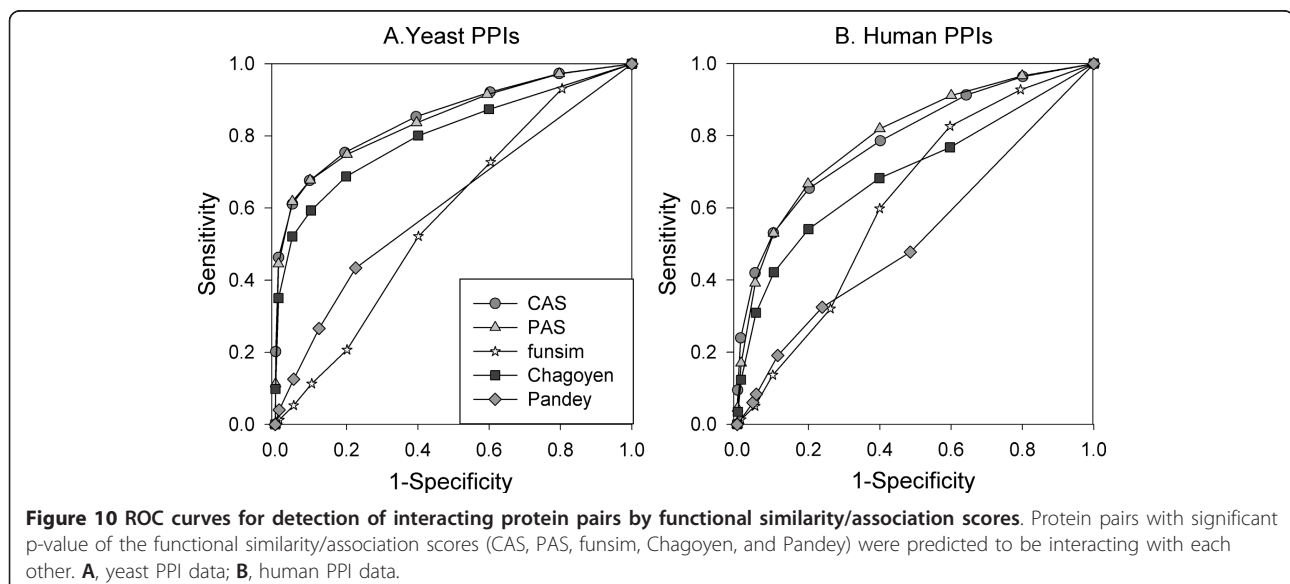 A.Yeast PPIs
1.0
0.8
0.6
0.4
0.2
0.0
Sensitivity
0.0 0.2 0.4 0.6 0.8 1.0
1-Specificity
CAS
PAS
funsim
Chagoyen
Pandey
B. Human PPIs
1.0
0.8
0.6
0.4
0.2
0.0
Sensitivity
0.0 0.2 0.4 0.6 0.8 1.0
1-Specificity
Figure 10 ROC curves for detection of interacting protein pairs by functional similarity/association scores. Protein pairs with significant
p-value of the functional similarity/association scores (CAS, PAS, funsim, Chagoyen, and Pandey) were predicted to be interacting with each
other. A, yeast PPI data; B, human PPI data.